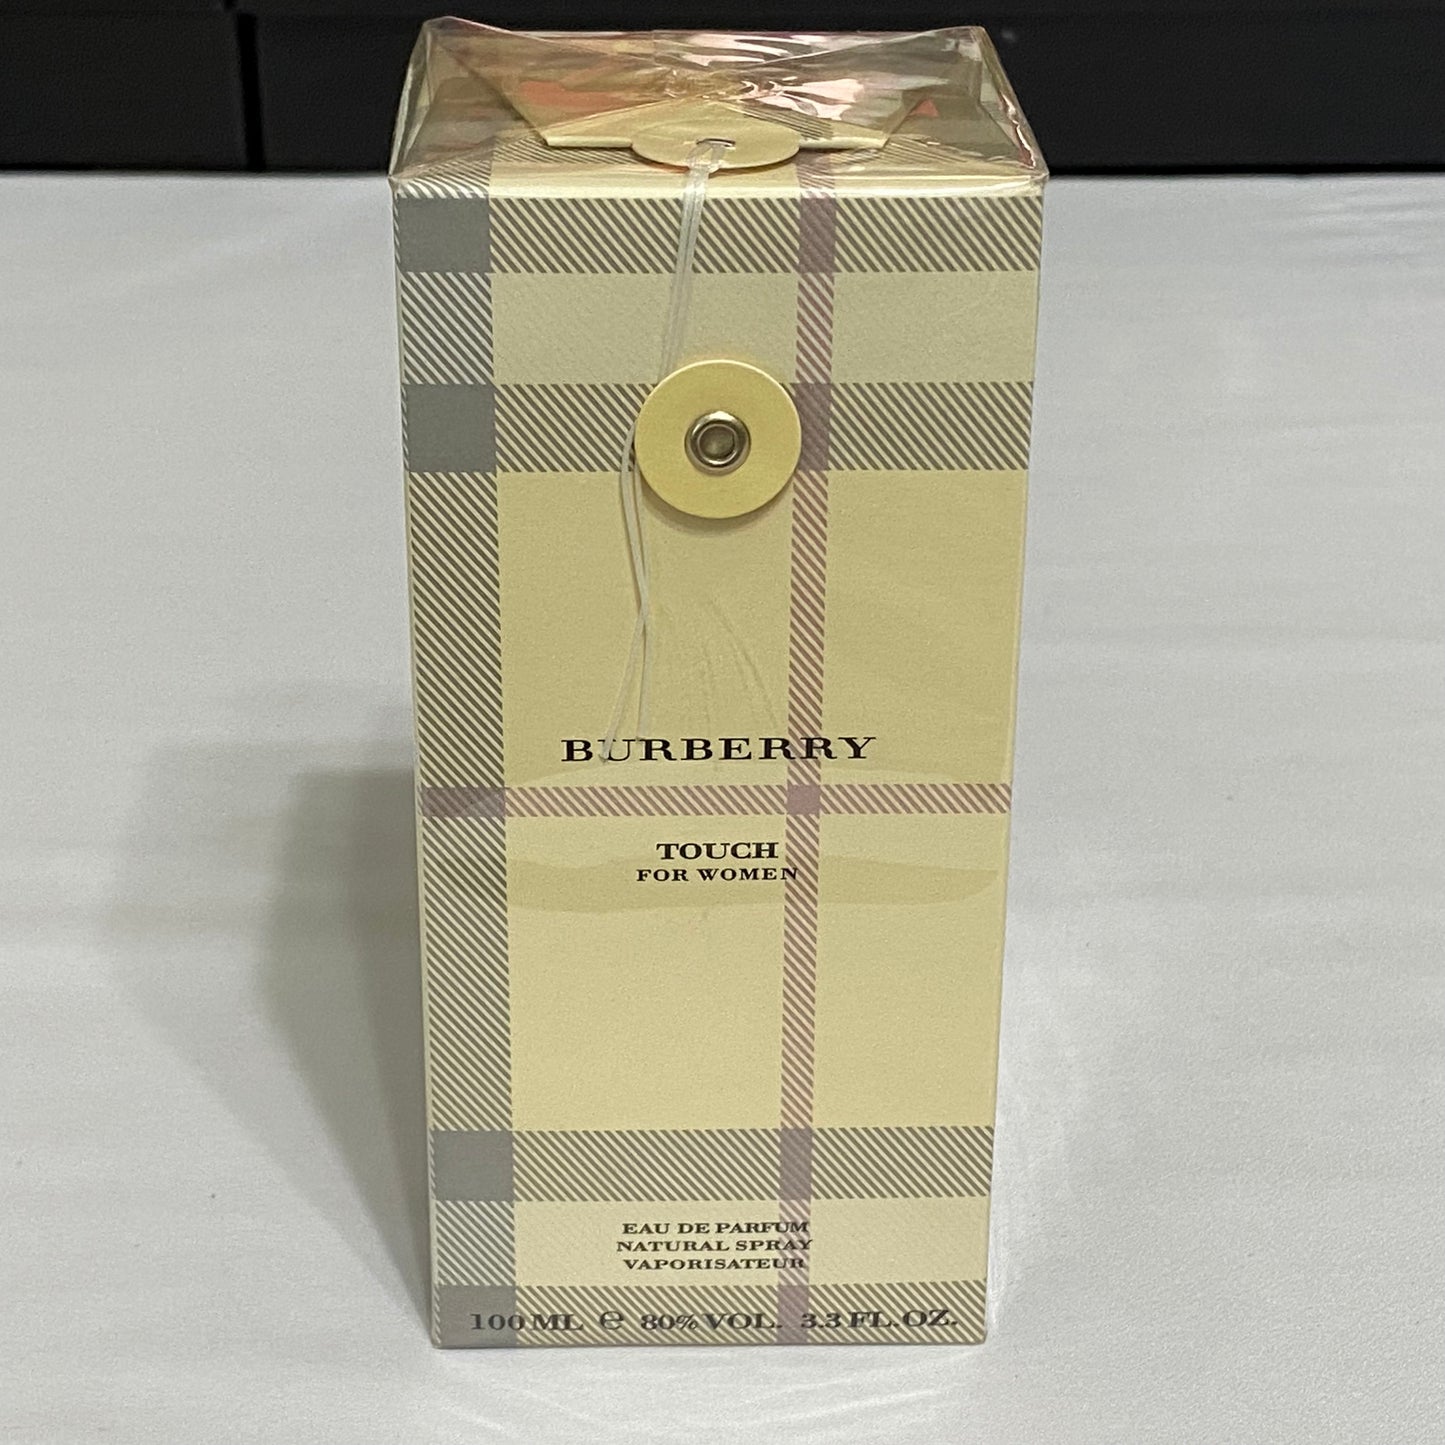 BURBERRY
TOUCH
FOR WOMEN
EAU DE PARFUM
NATURAL SPRAY
VAPORISATEUR
100 ML ℮ 80% VOL. 3.3 FL.OZ.